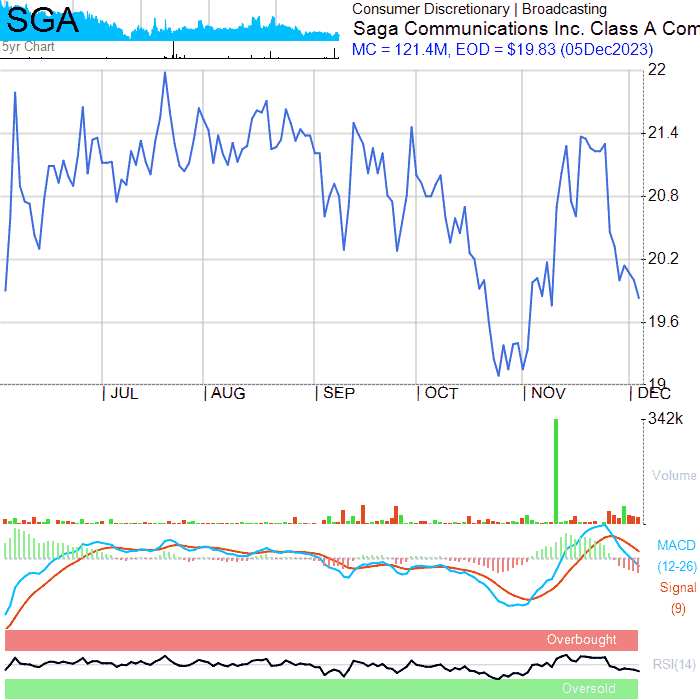 SGA
5yr Chart
Consumer Discretionary | Broadcasting
Saga Communications Inc. Class A Com
MC = 121.4M, EOD = $19.83 (05Dec2023)
22
21.4
20.8
20.2
19.6
19
| JUL | AUG | SEP | OCT | NOV | DEC
342k
Volume
MACD
(12-26)
Signal
(9)
Overbought
RSI(14)
Oversold